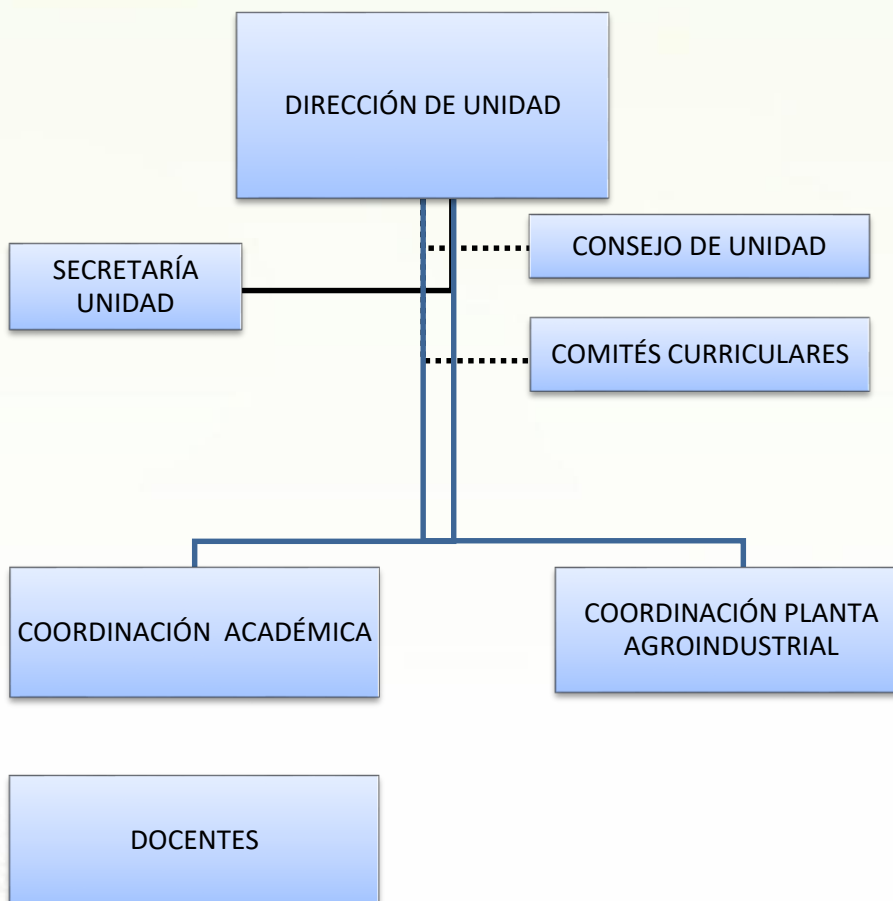 DIRECCIÓN DE UNIDAD
CONSEJO DE UNIDAD
SECRETARÍA
UNIDAD
COMITÉS CURRICULARES
COORDINACIÓN ACADÉMICA
COORDINACIÓN PLANTA
AGROINDUSTRIAL
DOCENTES